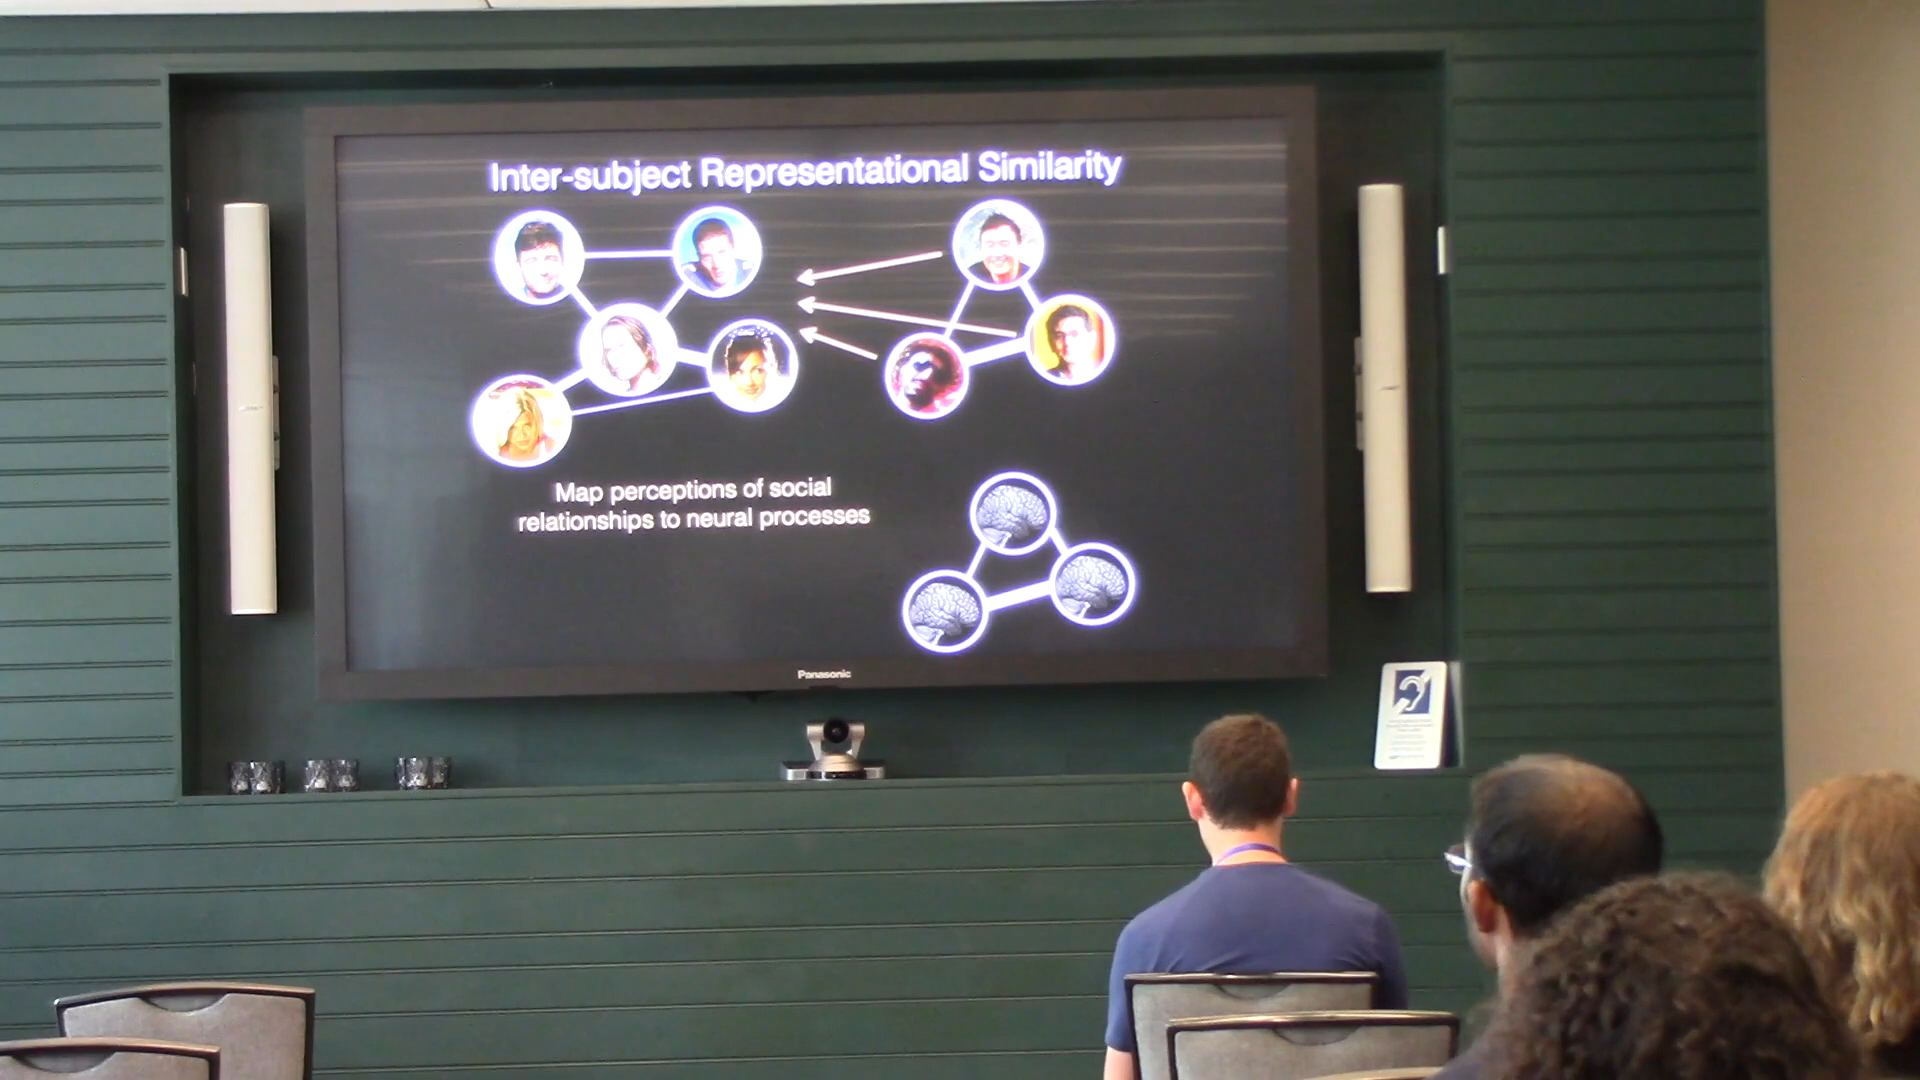 Inter-subject Representational Similarity
Map perceptions of social
relationships to neural processes
Panasonic